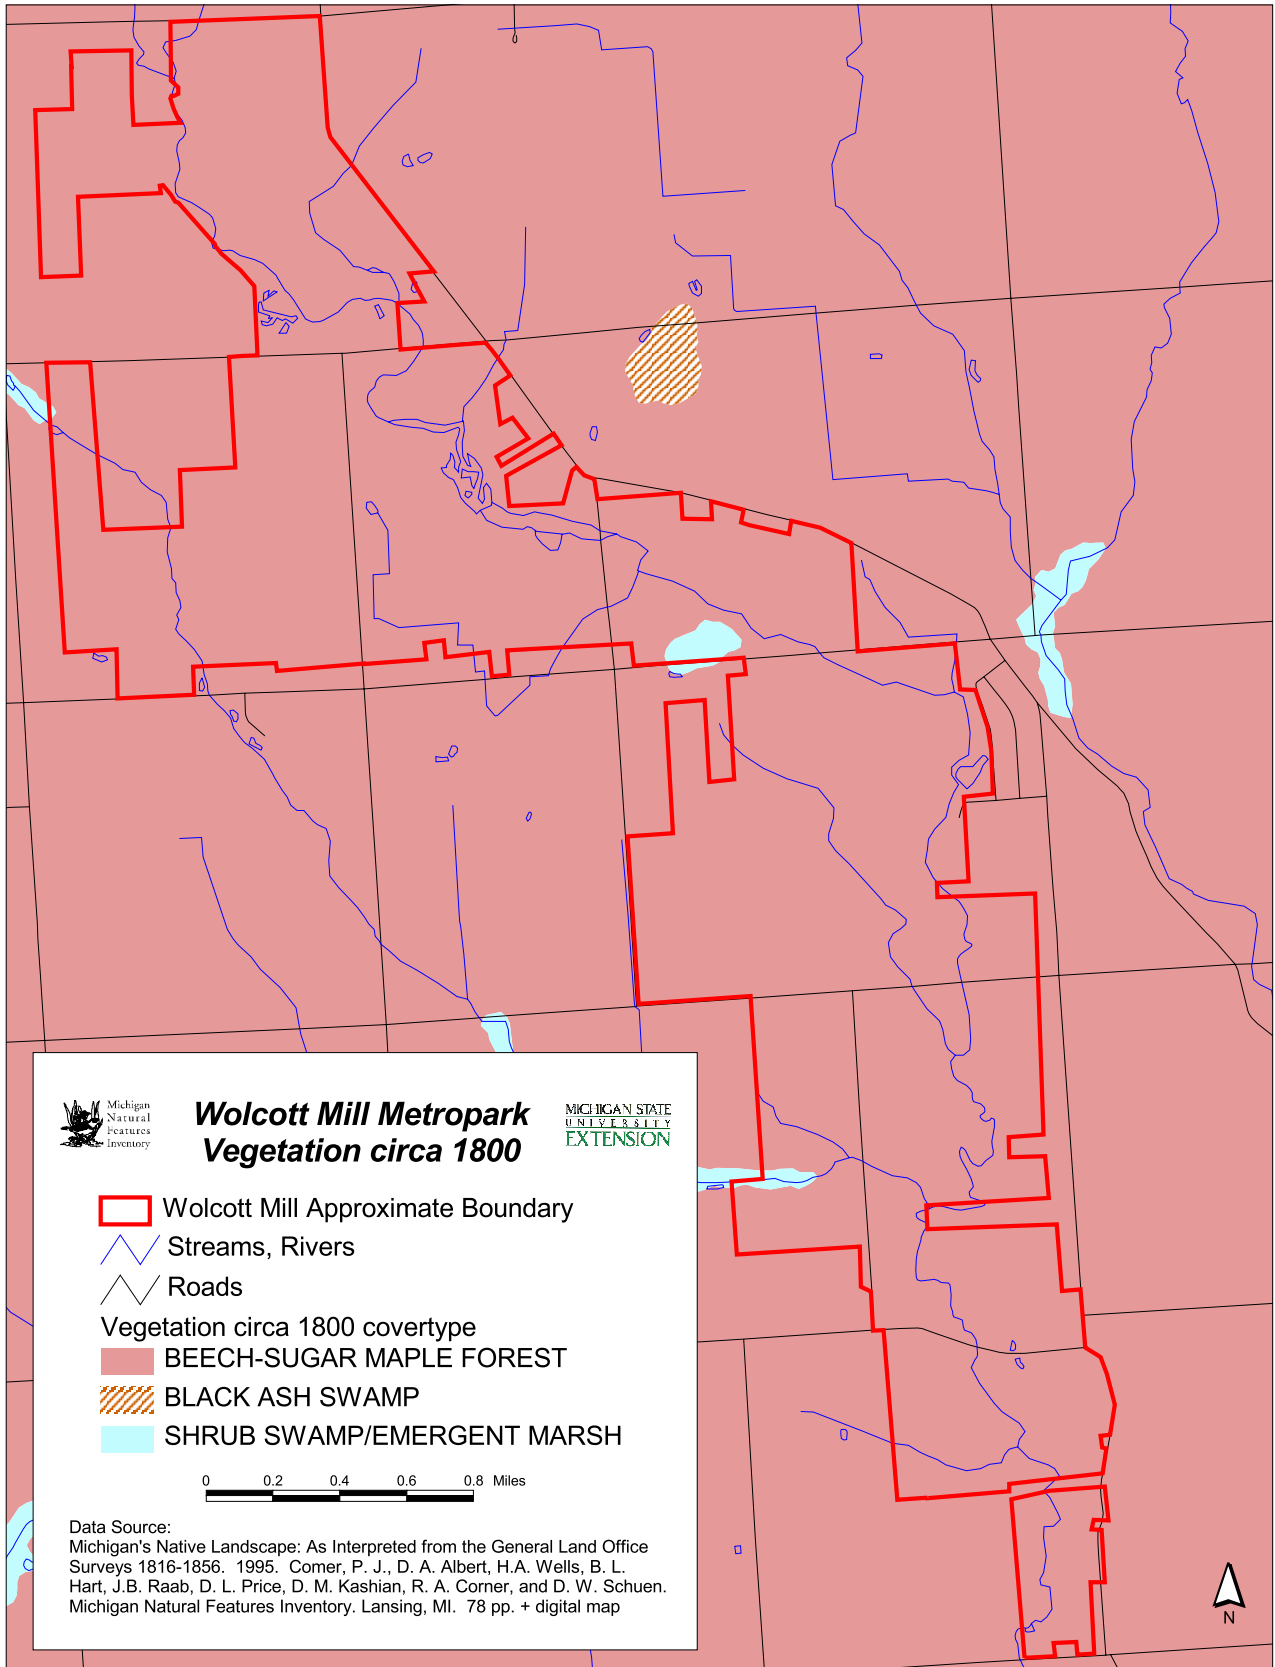 Michigan
Natural
Features
Inventory
Wolcott Mill Metropark
Vegetation circa 1800
MICHIGAN STATE
UNIVERSITY
EXTENSION
Wolcott Mill Approximate Boundary
Streams, Rivers
Roads
Vegetation circa 1800 covertype
BEECH-SUGAR MAPLE FOREST
BLACK ASH SWAMP
SHRUB SWAMP/EMERGENT MARSH
0 0.2 0.4 0.6 0.8 Miles
Data Source:
Michigan's Native Landscape: As Interpreted from the General Land Office
Surveys 1816-1856. 1995. Comer, P. J., D. A. Albert, H.A. Wells, B. L.
Hart, J.B. Raab, D. L. Price, D. M. Kashian, R. A. Corner, and D. W. Schuen.
Michigan Natural Features Inventory. Lansing, MI. 78 pp. + digital map
N